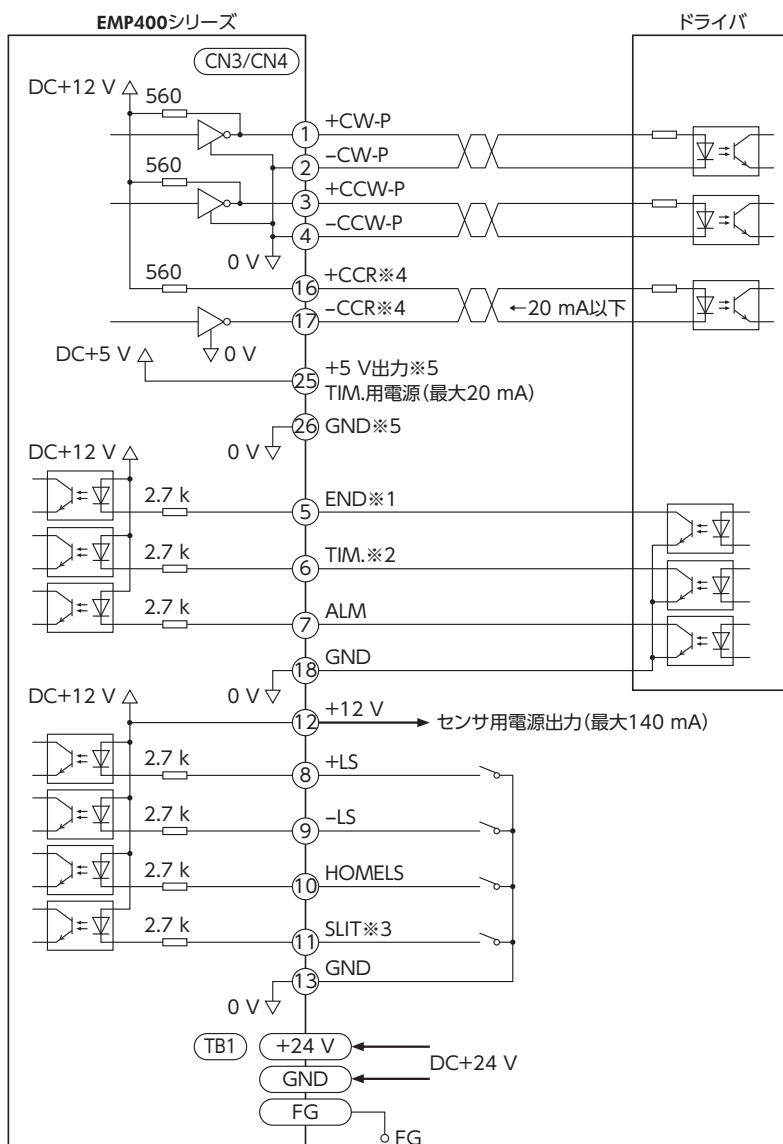 EMP400シリーズ
ドライバ
CN3/CN4
DC+12 V
560
1
+CW-P
2
–CW-P
560
3
+CCW-P
4
–CCW-P
0 V
560
16
+CCR※4
17
–CCR※4
←20 mA以下
0 V
DC+5 V
25
+5 V出力※5
TIM.用電源(最大20 mA)
26
GND※5
0 V
DC+12 V
2.7 k
5
END※1
2.7 k
6
TIM.※2
2.7 k
7
ALM
18
GND
0 V
DC+12 V
12
+12 V
センサ用電源出力(最大140 mA)
2.7 k
8
+LS
2.7 k
9
–LS
2.7 k
10
HOMELS
2.7 k
11
SLIT※3
13
GND
0 V
TB1
+24 V
DC+24 V
GND
FG
FG